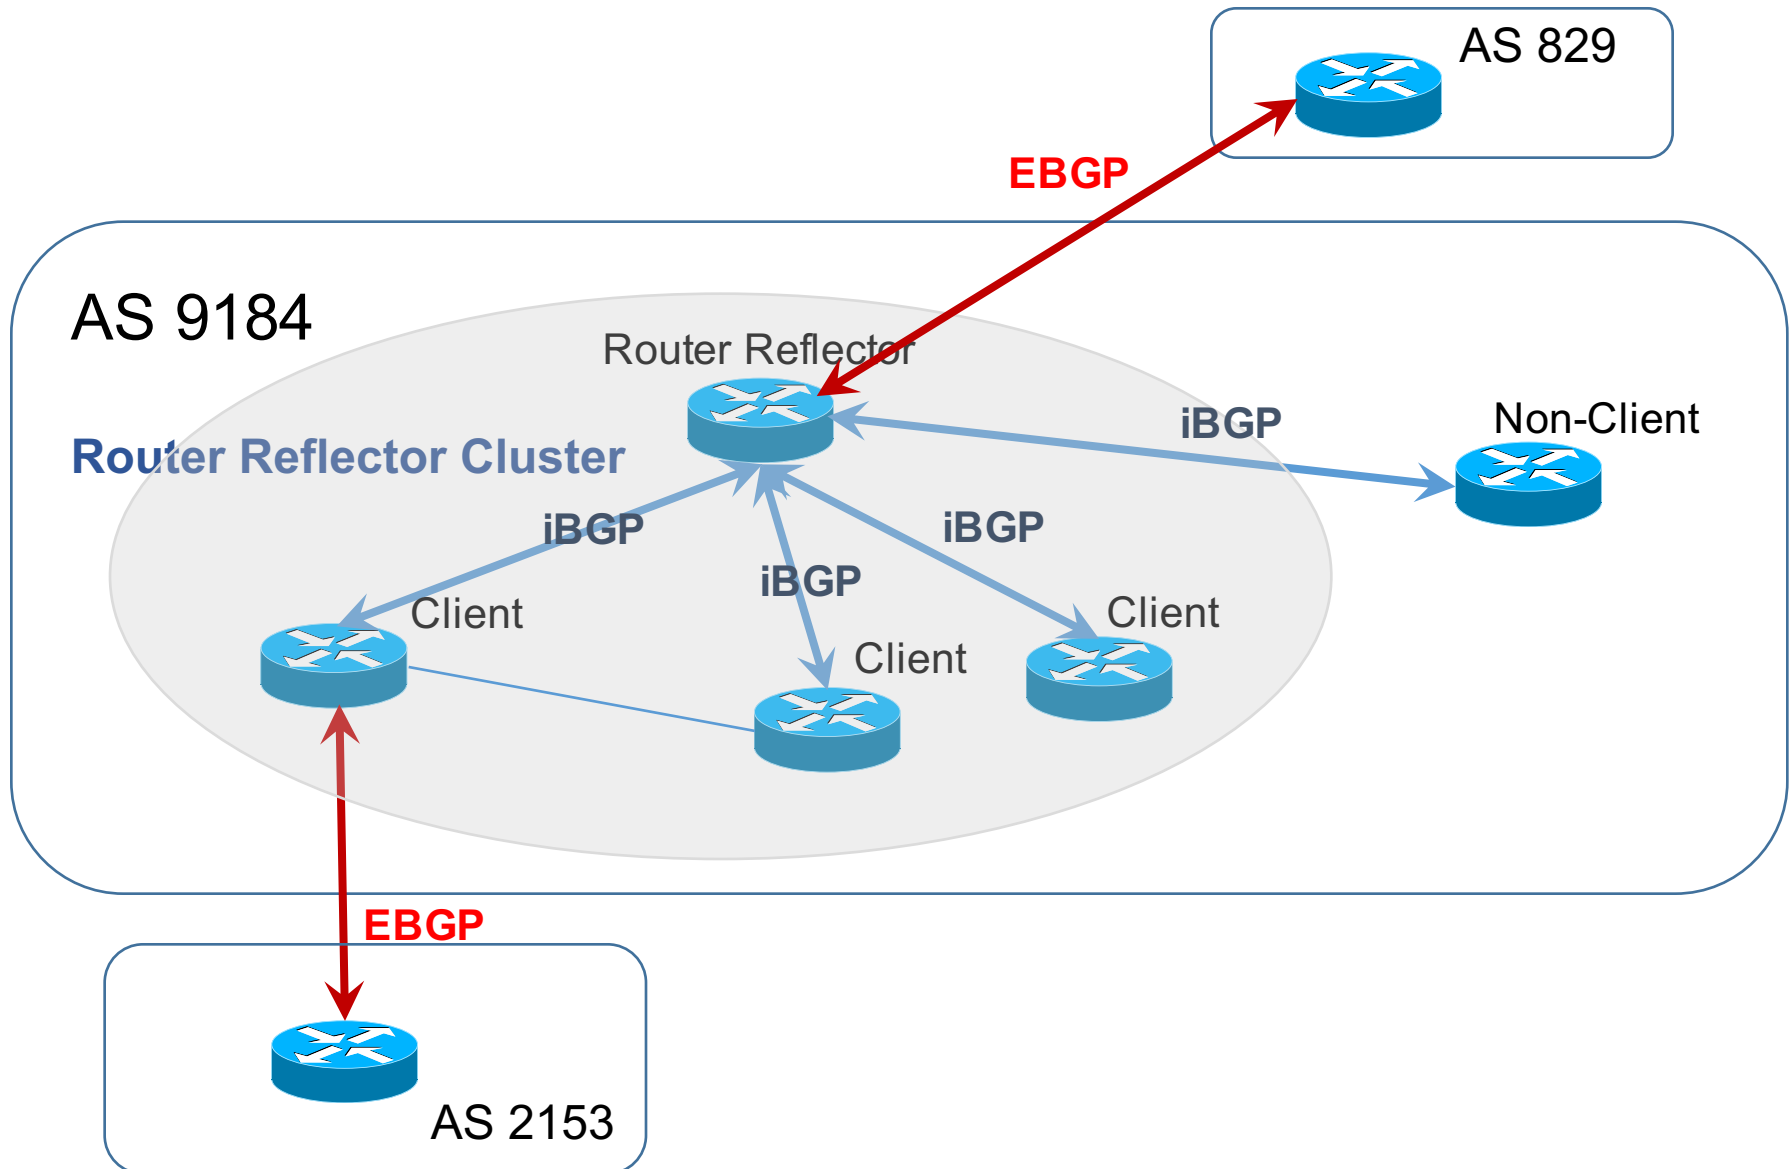 AS 829
EBGP
AS 9184
Router Reflector
iBGP
Non-Client
Router Reflector Cluster
iBGP
iBGP
iBGP
Client
Client
Client
EBGP
AS 2153